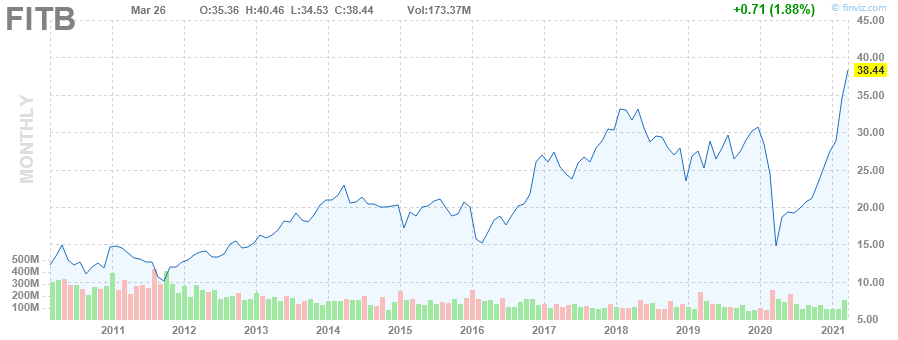 FITB Mar 26 O:35.36 H:40.46 L:34.53 C:38.44 Vol:173.37M +0.71 (1.88%) © finviz.com
45.00
40.00
38.44
35.00
30.00
25.00
20.00
15.00
10.00
5.00
MONTHLY
500M
400M
300M
200M
100M
2011 2012 2013 2014 2015 2016 2017 2018 2019 2020 2021